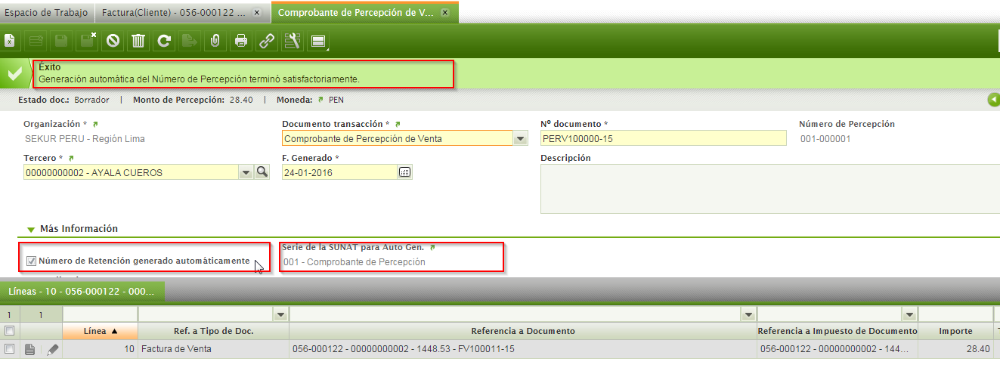 Espacio de Trabajo Factura(Cliente) - 056-000122 ... x Comprobante de Percepción de V... x
Éxito
Generación automática del Número de Percepción terminó satisfactoriamente.
Estado doc.: Borrador | Monto de Percepción: 28.40 | Moneda: PEN
Organización * Documento transacción * Nº documento * Número de Percepción
SEKUR PERU - Región Lima Comprobante de Percepción de Venta PERV100000-15 001-000001
Tercero * F. Generado * Descripción
00000000002 - AYALA CUEROS 24-01-2016
Más Información
Serie de la SUNAT para Auto Gen.
Número de Retención generado automáticamente 001 - Comprobante de Percepción
Líneas - 10 - 056-000122 - 000...
1 1
Línea Ref. a Tipo de Doc. Referencia a Documento Referencia a Impuesto de Documento Importe
10 Factura de Venta 056-000122 - 00000000002 - 1448.53 - FV100011-15 056-000122 - 00000000002 - 144... 28.40